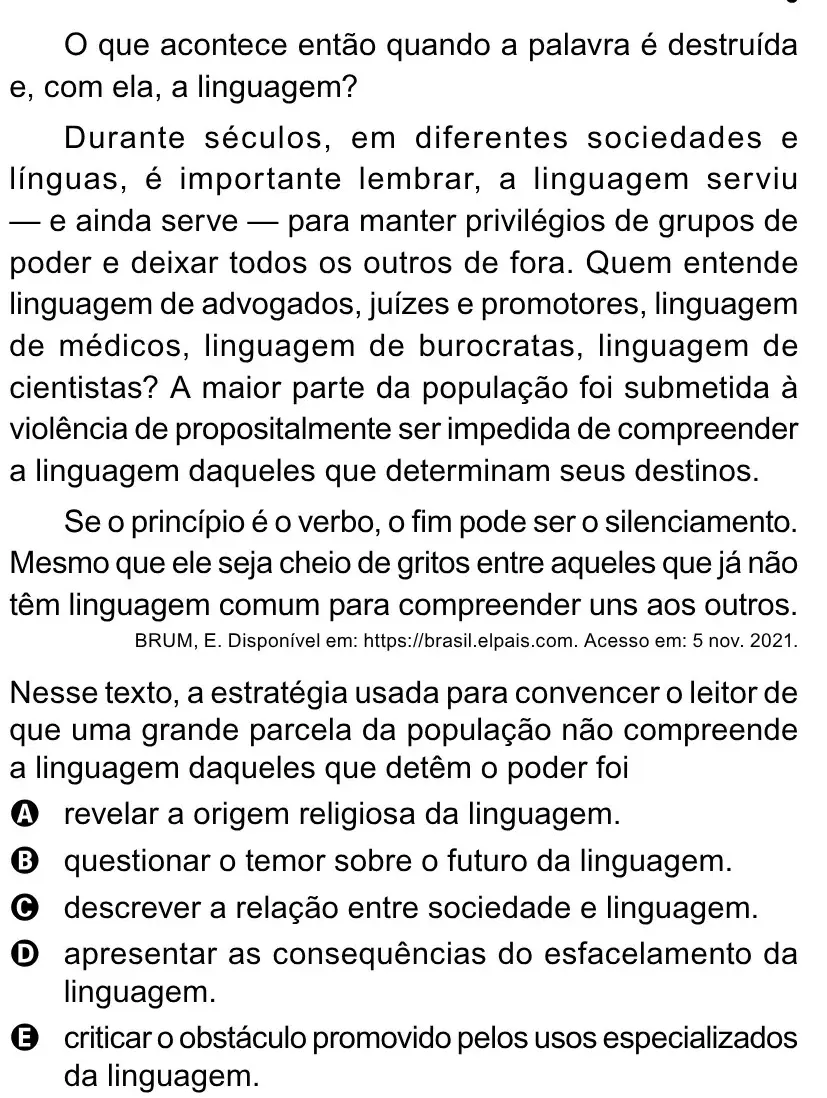 O que acontece então quando a palavra é destruída
e, com ela, a linguagem?
Durante séculos, em diferentes sociedades e
línguas, é importante lembrar, a linguagem serviu
— e ainda serve — para manter privilégios de grupos de
poder e deixar todos os outros de fora. Quem entende
linguagem de advogados, juízes e promotores, linguagem
de médicos, linguagem de burocratas, linguagem de
cientistas? A maior parte da população foi submetida à
violência de propositalmente ser impedida de compreender
a linguagem daqueles que determinam seus destinos.
Se o princípio é o verbo, o fim pode ser o silenciamento.
Mesmo que ele seja cheio de gritos entre aqueles que já não
têm linguagem comum para compreender uns aos outros.
BRUM, E. Disponível em: https://brasil.elpais.com. Acesso em: 5 nov. 2021.
Nesse texto, a estratégia usada para convencer o leitor de
que uma grande parcela da população não compreende
a linguagem daqueles que detêm o poder foi
A revelar a origem religiosa da linguagem.
B questionar o temor sobre o futuro da linguagem.
C descrever a relação entre sociedade e linguagem.
D apresentar as consequências do esfacelamento da
linguagem.
E criticar o obstáculo promovido pelos usos especializados
da linguagem.